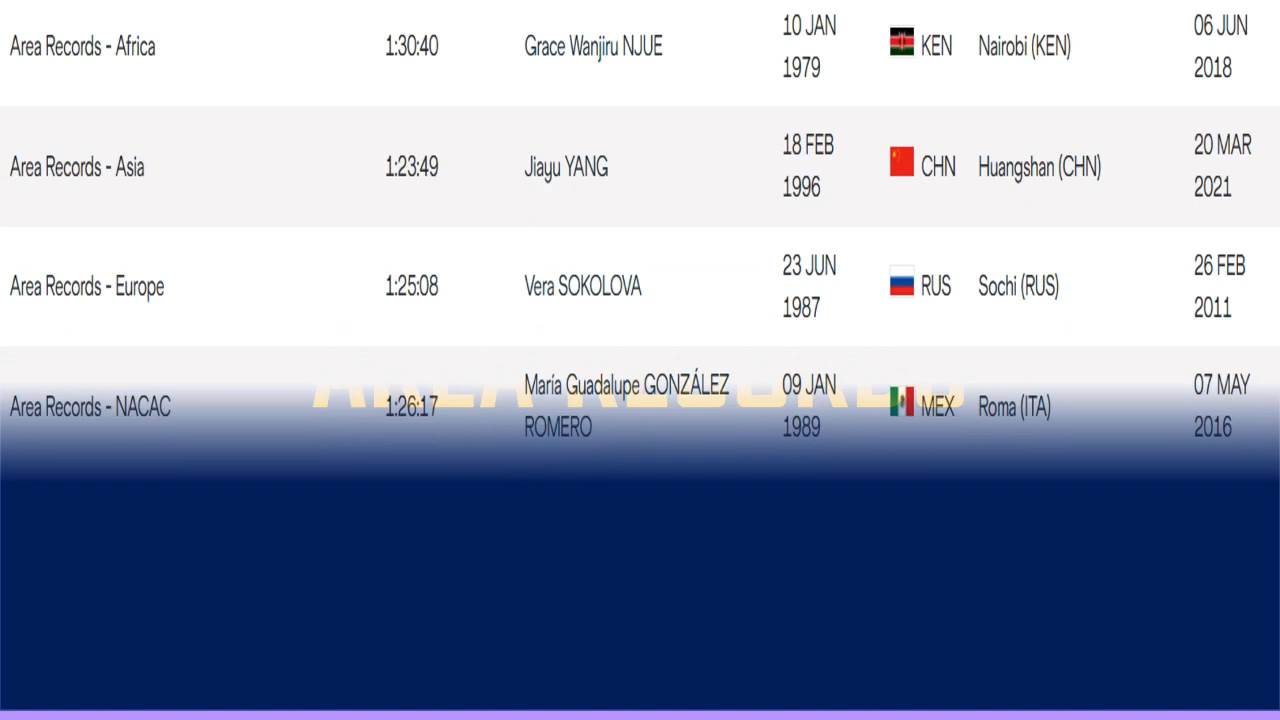 Area Records - Africa 1:30:40 Grace Wanjiru NJUE 10 JAN 1979 KEN Nairobi (KEN) 06 JUN 2018
Area Records - Asia 1:23:49 Jiayu YANG 18 FEB 1996 CHN Huangshan (CHN) 20 MAR 2021
Area Records - Europe 1:25:08 Vera SOKOLOVA 23 JUN 1987 RUS Sochi (RUS) 26 FEB 2011
Area Records - NACAC 1:26:17 María Guadalupe GONZÁLEZ ROMERO 09 JAN 1989 MEX Roma (ITA) 07 MAY 2016
AREA RECORDS